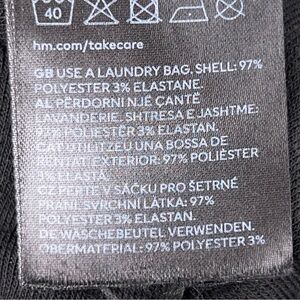 40
hm.com/takecare
GB USE A LAUNDRY BAG. SHELL: 97%
POLYESTER 3% ELASTANE.
AL PËRDORNI NJË ÇANTË
LAVANDERIE. SHTRESA E JASHTME:
97% POLIESTËR 3% ELASTAN.
CAT UTILITZEU UNA BOSSA DE
RENTAT. EXTERIOR: 97% POLIÈSTER
3% ELASTÀ.
CZ PERTE V SÁČKU PRO ŠETRNÉ
PRANÍ. SVRCHNÍ LÁTKA: 97%
POLYESTER 3% ELASTAN.
DE WÄSCHEBEUTEL VERWENDEN.
OBERMATERIAL: 97% POLYESTER 3%